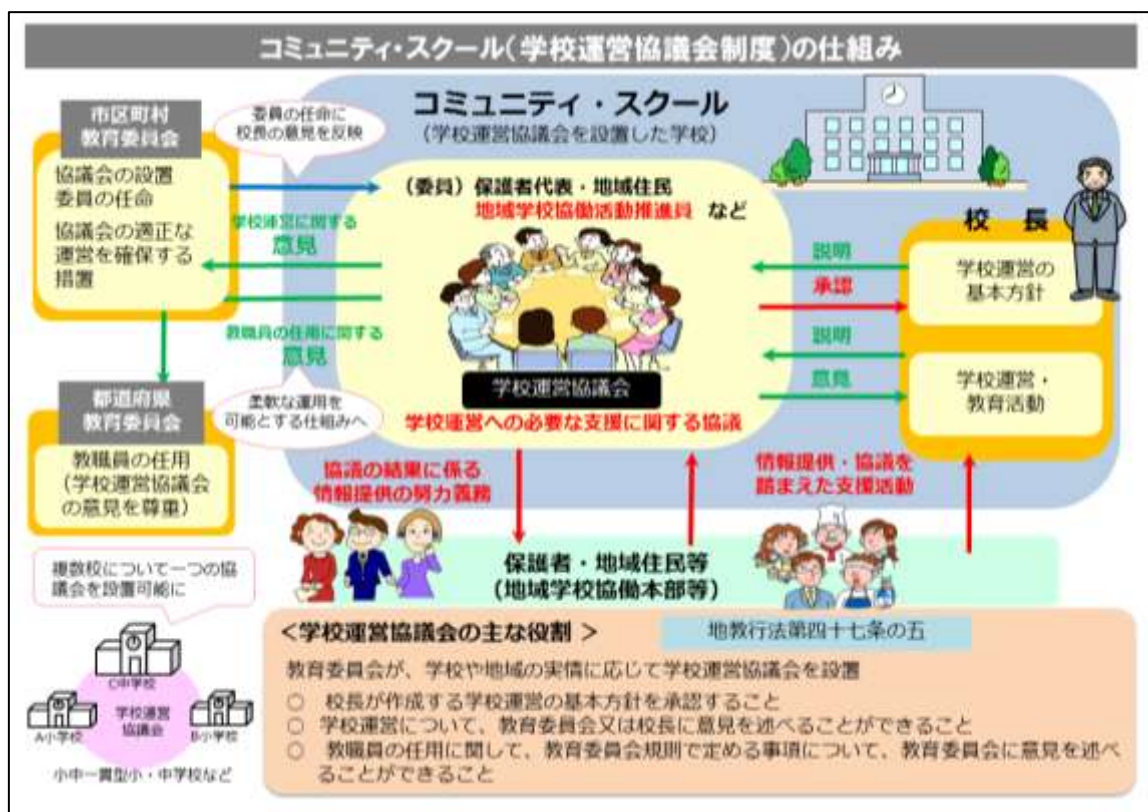 コミュニティ・スクール(学校運営協議会制度)の仕組み
市区町村
教育委員会
協議会の設置
委員の任命
協議会の適正な
運営を確保する
措置
委員の任命に
校長の意見を反映
コミュニティ・スクール
(学校運営協議会を設置した学校)
(委員)保護者代表・地域住民
地域学校協働活動推進員 など
学校運営に関する
意見
教職員の任用に関する
意見
学校運営協議会
学校運営への必要な支援に関する協議
校 長
学校運営の
基本方針
説明
承認
説明
意見
学校運営・
教育活動
都道府県
教育委員会
教職員の任用
(学校運営協議会
の意見を尊重)
柔軟な運用を
可能とする仕組みへ
協議の結果に係る
情報提供の努力義務
情報提供・協議を
踏まえた支援活動
保護者・地域住民等
(地域学校協働本部等)
複数校について一つの協
議会を設置可能に
C中学校
A小学校
学校運営
協議会
B小学校
小中一貫型小・中学校など
<学校運営協議会の主な役割 >
地教行法第四十七条の五
教育委員会が、学校や地域の実情に応じて学校運営協議会を設置
○ 校長が作成する学校運営の基本方針を承認すること
○ 学校運営について、教育委員会又は校長に意見を述べることができること
○ 教職員の任用に関して、教育委員会規則で定める事項について、教育委員会に意見を述べ
ることができること